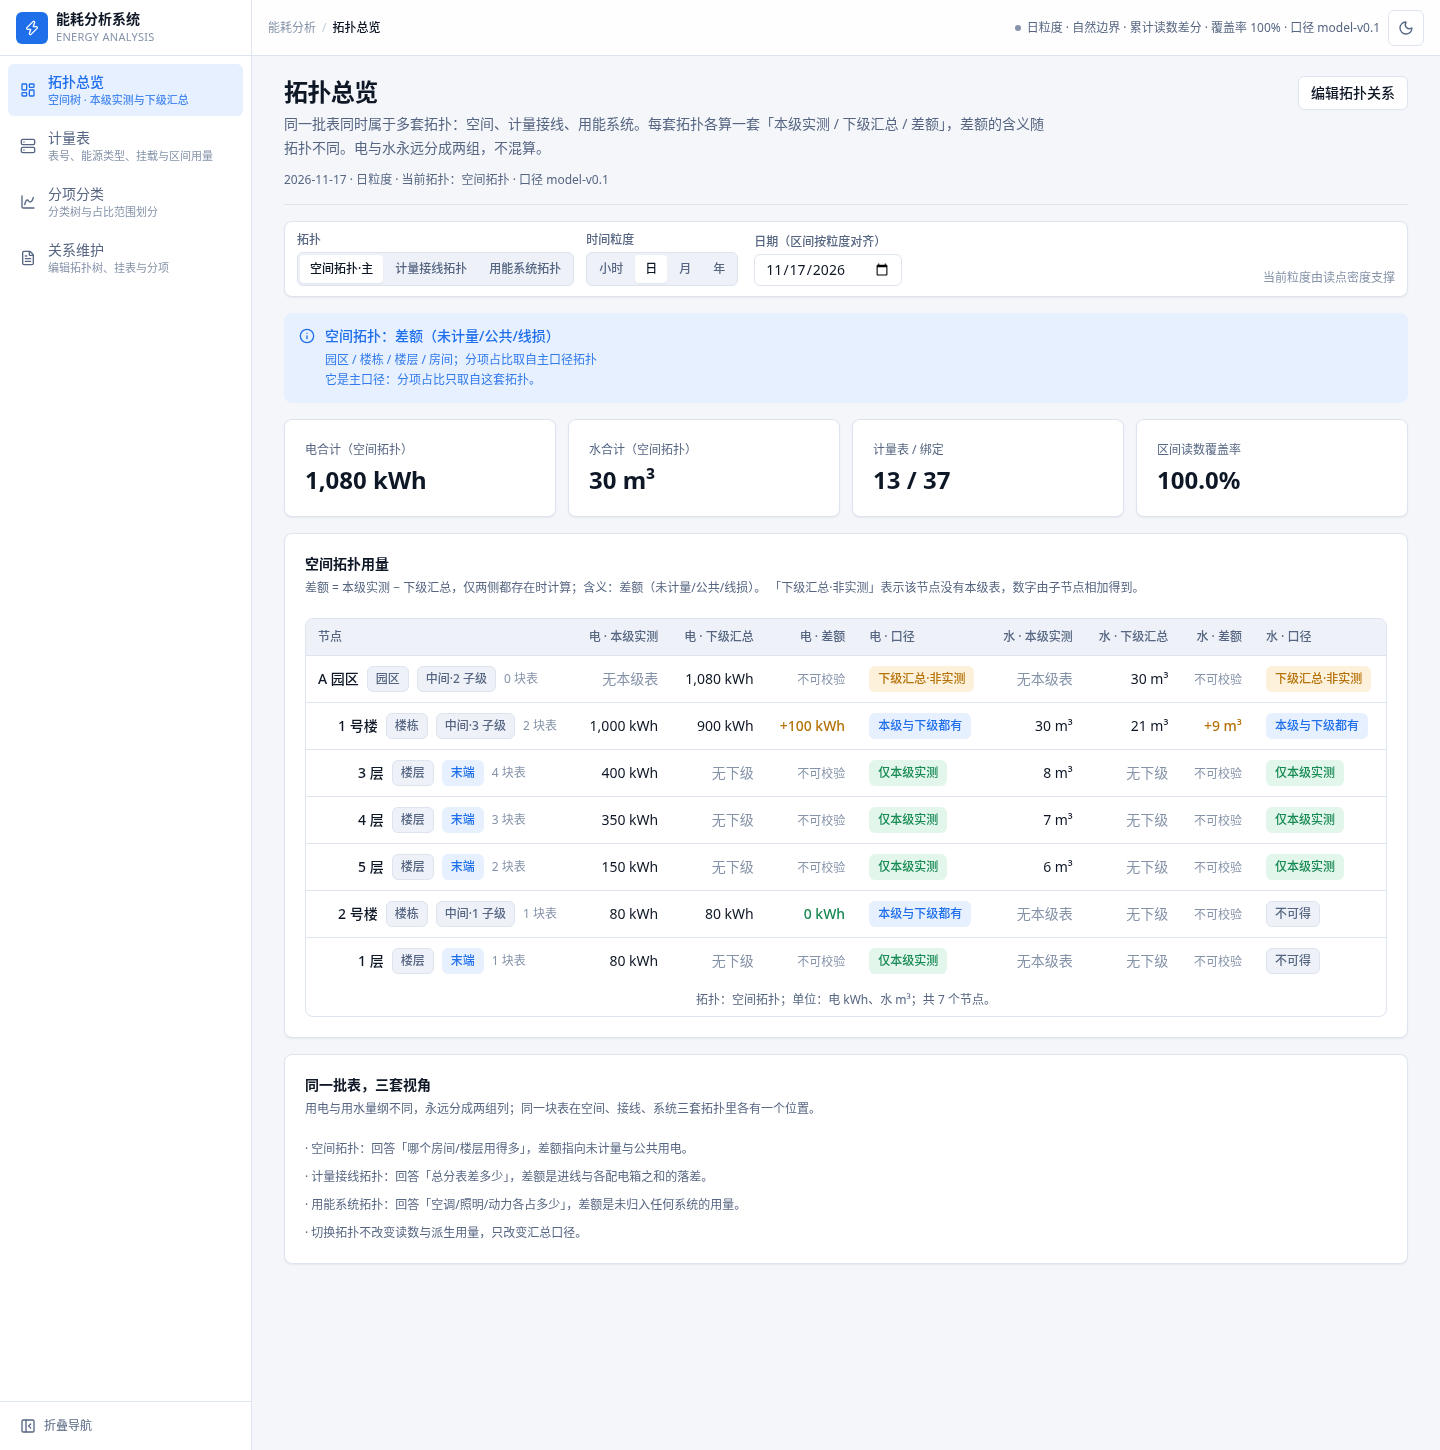 能耗分析系统
ENERGY ANALYSIS
能耗分析 / 拓扑总览
日粒度 · 自然边界 · 累计读数差分 · 覆盖率 100% · 口径 model-v0.1
拓扑总览
空间树 · 本级实测与下级汇总
计量表
表号、能源类型、挂载与区间用量
分项分类
分类树与占比范围划分
关系维护
编辑拓扑树、挂表与分项
折叠导航
拓扑总览
编辑拓扑关系
同一批表同时属于多套拓扑：空间、计量接线、用能系统。每套拓扑各算一套「本级实测 / 下级汇总 / 差额」，差额的含义随
拓扑不同。电与水永远分成两组，不混算。
2026-11-17 · 日粒度 · 当前拓扑：空间拓扑 · 口径 model-v0.1
拓扑
空间拓扑·主 计量接线拓扑 用能系统拓扑
时间粒度
小时 日 月 年
日期（区间按粒度对齐）
11/17/2026
当前粒度由读点密度支撑
空间拓扑：差额（未计量/公共/线损）
园区 / 楼栋 / 楼层 / 房间；分项占比取自主口径拓扑
它是主口径：分项占比只取自这套拓扑。
电合计（空间拓扑）
1,080 kWh
水合计（空间拓扑）
30 m³
计量表 / 绑定
13 / 37
区间读数覆盖率
100.0%
空间拓扑用量
差额 = 本级实测 − 下级汇总，仅两侧都存在时计算；含义：差额（未计量/公共/线损）。 「下级汇总·非实测」表示该节点没有本级表，数字由子节点相加得到。
节点 电 · 本级实测 电 · 下级汇总 电 · 差额 电 · 口径 水 · 本级实测 水 · 下级汇总 水 · 差额 水 · 口径
A 园区 园区 中间·2 子级 0 块表 无本级表 1,080 kWh 不可校验 下级汇总·非实测 无本级表 30 m³ 不可校验 下级汇总·非实测
1 号楼 楼栋 中间·3 子级 2 块表 1,000 kWh 900 kWh +100 kWh 本级与下级都有 30 m³ 21 m³ +9 m³ 本级与下级都有
3 层 楼层 末端 4 块表 400 kWh 无下级 不可校验 仅本级实测 8 m³ 无下级 不可校验 仅本级实测
4 层 楼层 末端 3 块表 350 kWh 无下级 不可校验 仅本级实测 7 m³ 无下级 不可校验 仅本级实测
5 层 楼层 末端 2 块表 150 kWh 无下级 不可校验 仅本级实测 6 m³ 无下级 不可校验 仅本级实测
2 号楼 楼栋 中间·1 子级 1 块表 80 kWh 80 kWh 0 kWh 本级与下级都有 无本级表 无下级 不可校验 不可得
1 层 楼层 末端 1 块表 80 kWh 无下级 不可校验 仅本级实测 无本级表 无下级 不可校验 不可得
拓扑：空间拓扑；单位：电 kWh、水 m³；共 7 个节点。
同一批表，三套视角
用电与用水量纲不同，永远分成两组列；同一块表在空间、接线、系统三套拓扑里各有一个位置。
· 空间拓扑：回答「哪个房间/楼层用得多」，差额指向未计量与公共用电。
· 计量接线拓扑：回答「总分表差多少」，差额是进线与各配电箱之和的落差。
· 用能系统拓扑：回答「空调/照明/动力各占多少」，差额是未归入任何系统的用量。
· 切换拓扑不改变读数与派生用量，只改变汇总口径。